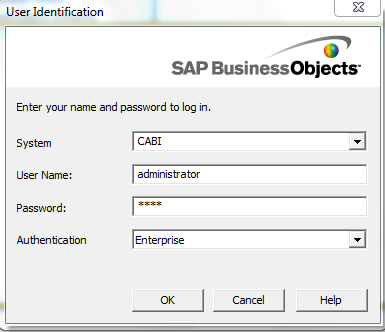 User Identification
SAP BusinessObjects™
Enter your name and password to log in.
System CABI
User Name: administrator
Password: ****
Authentication Enterprise
OK Cancel Help